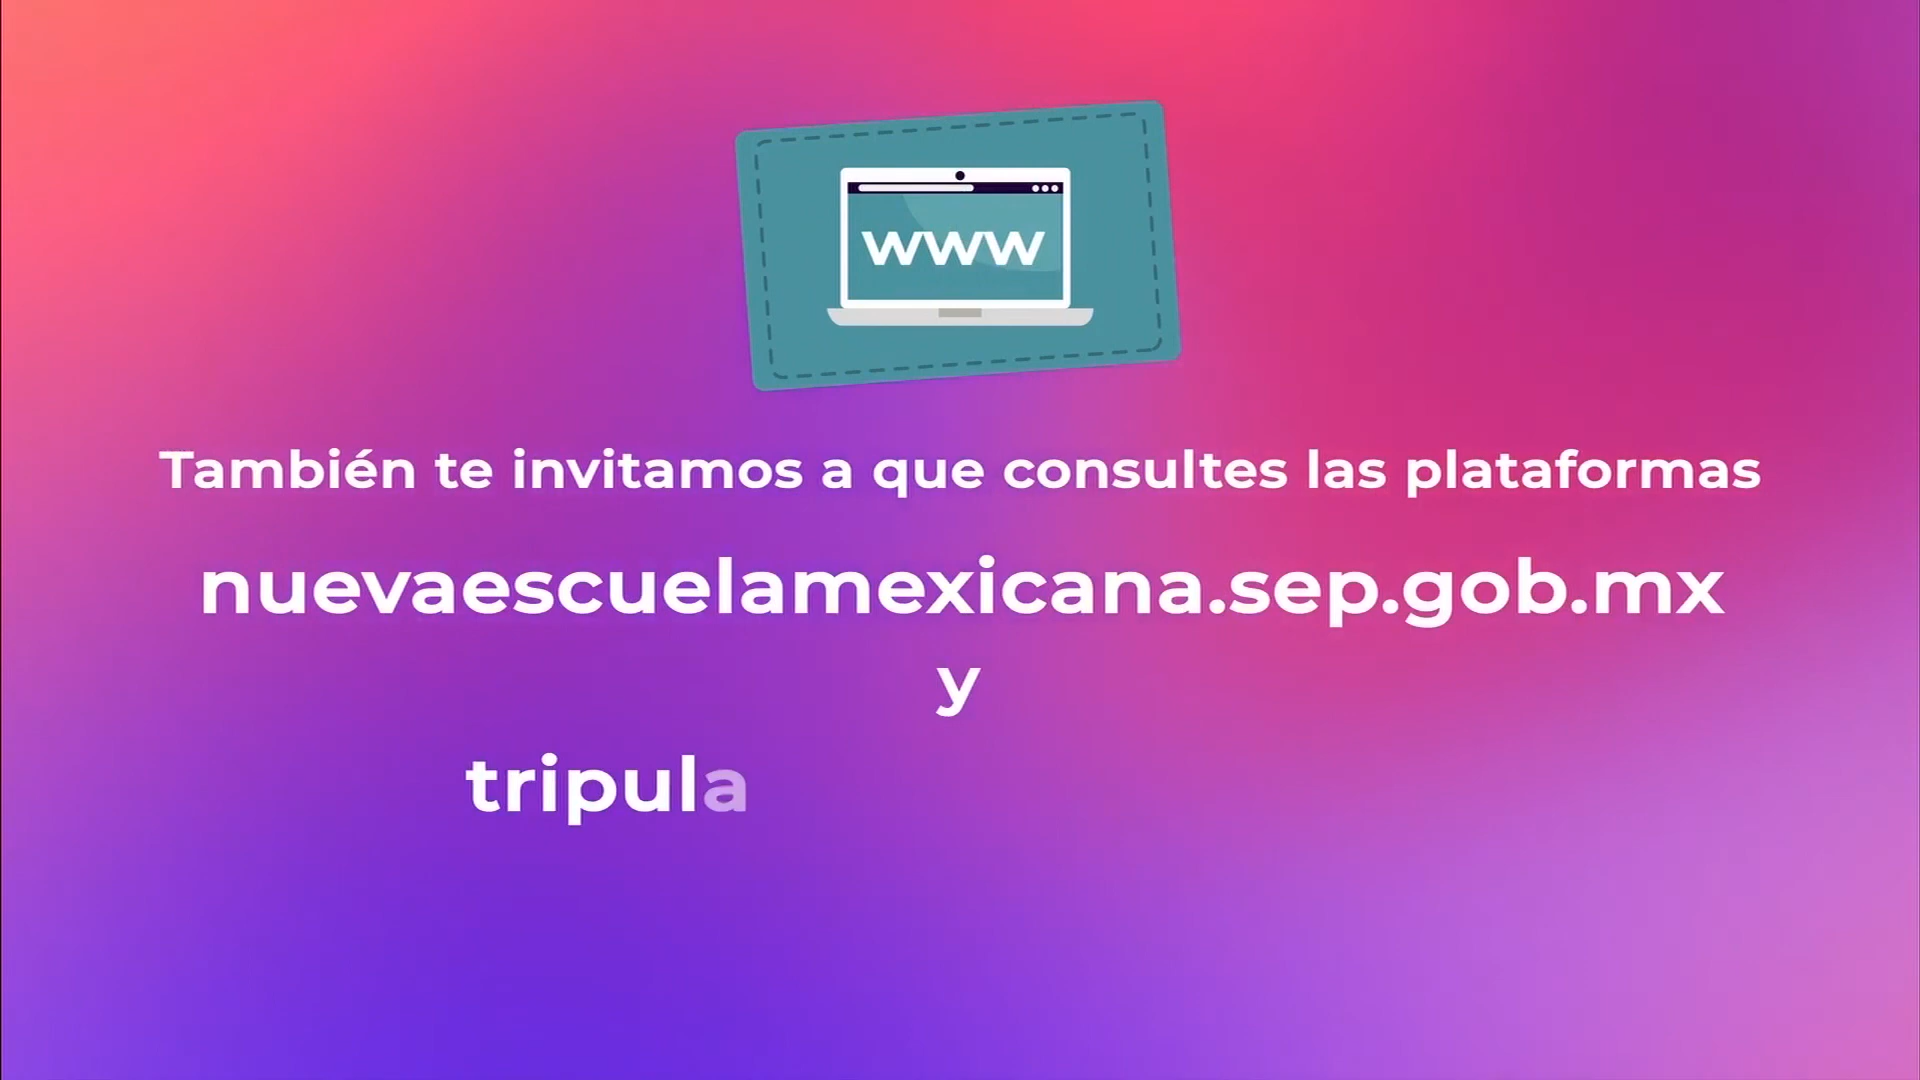 www
También te invitamos a que consultes las plataformas
nuevaescuelamexicana.sep.gob.mx
y
tripula